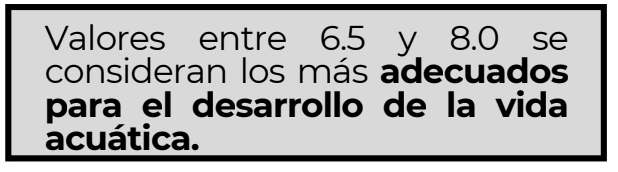 Valores entre 6.5 y 8.0 se
consideran los más adecuados
para el desarrollo de la vida
acuática.